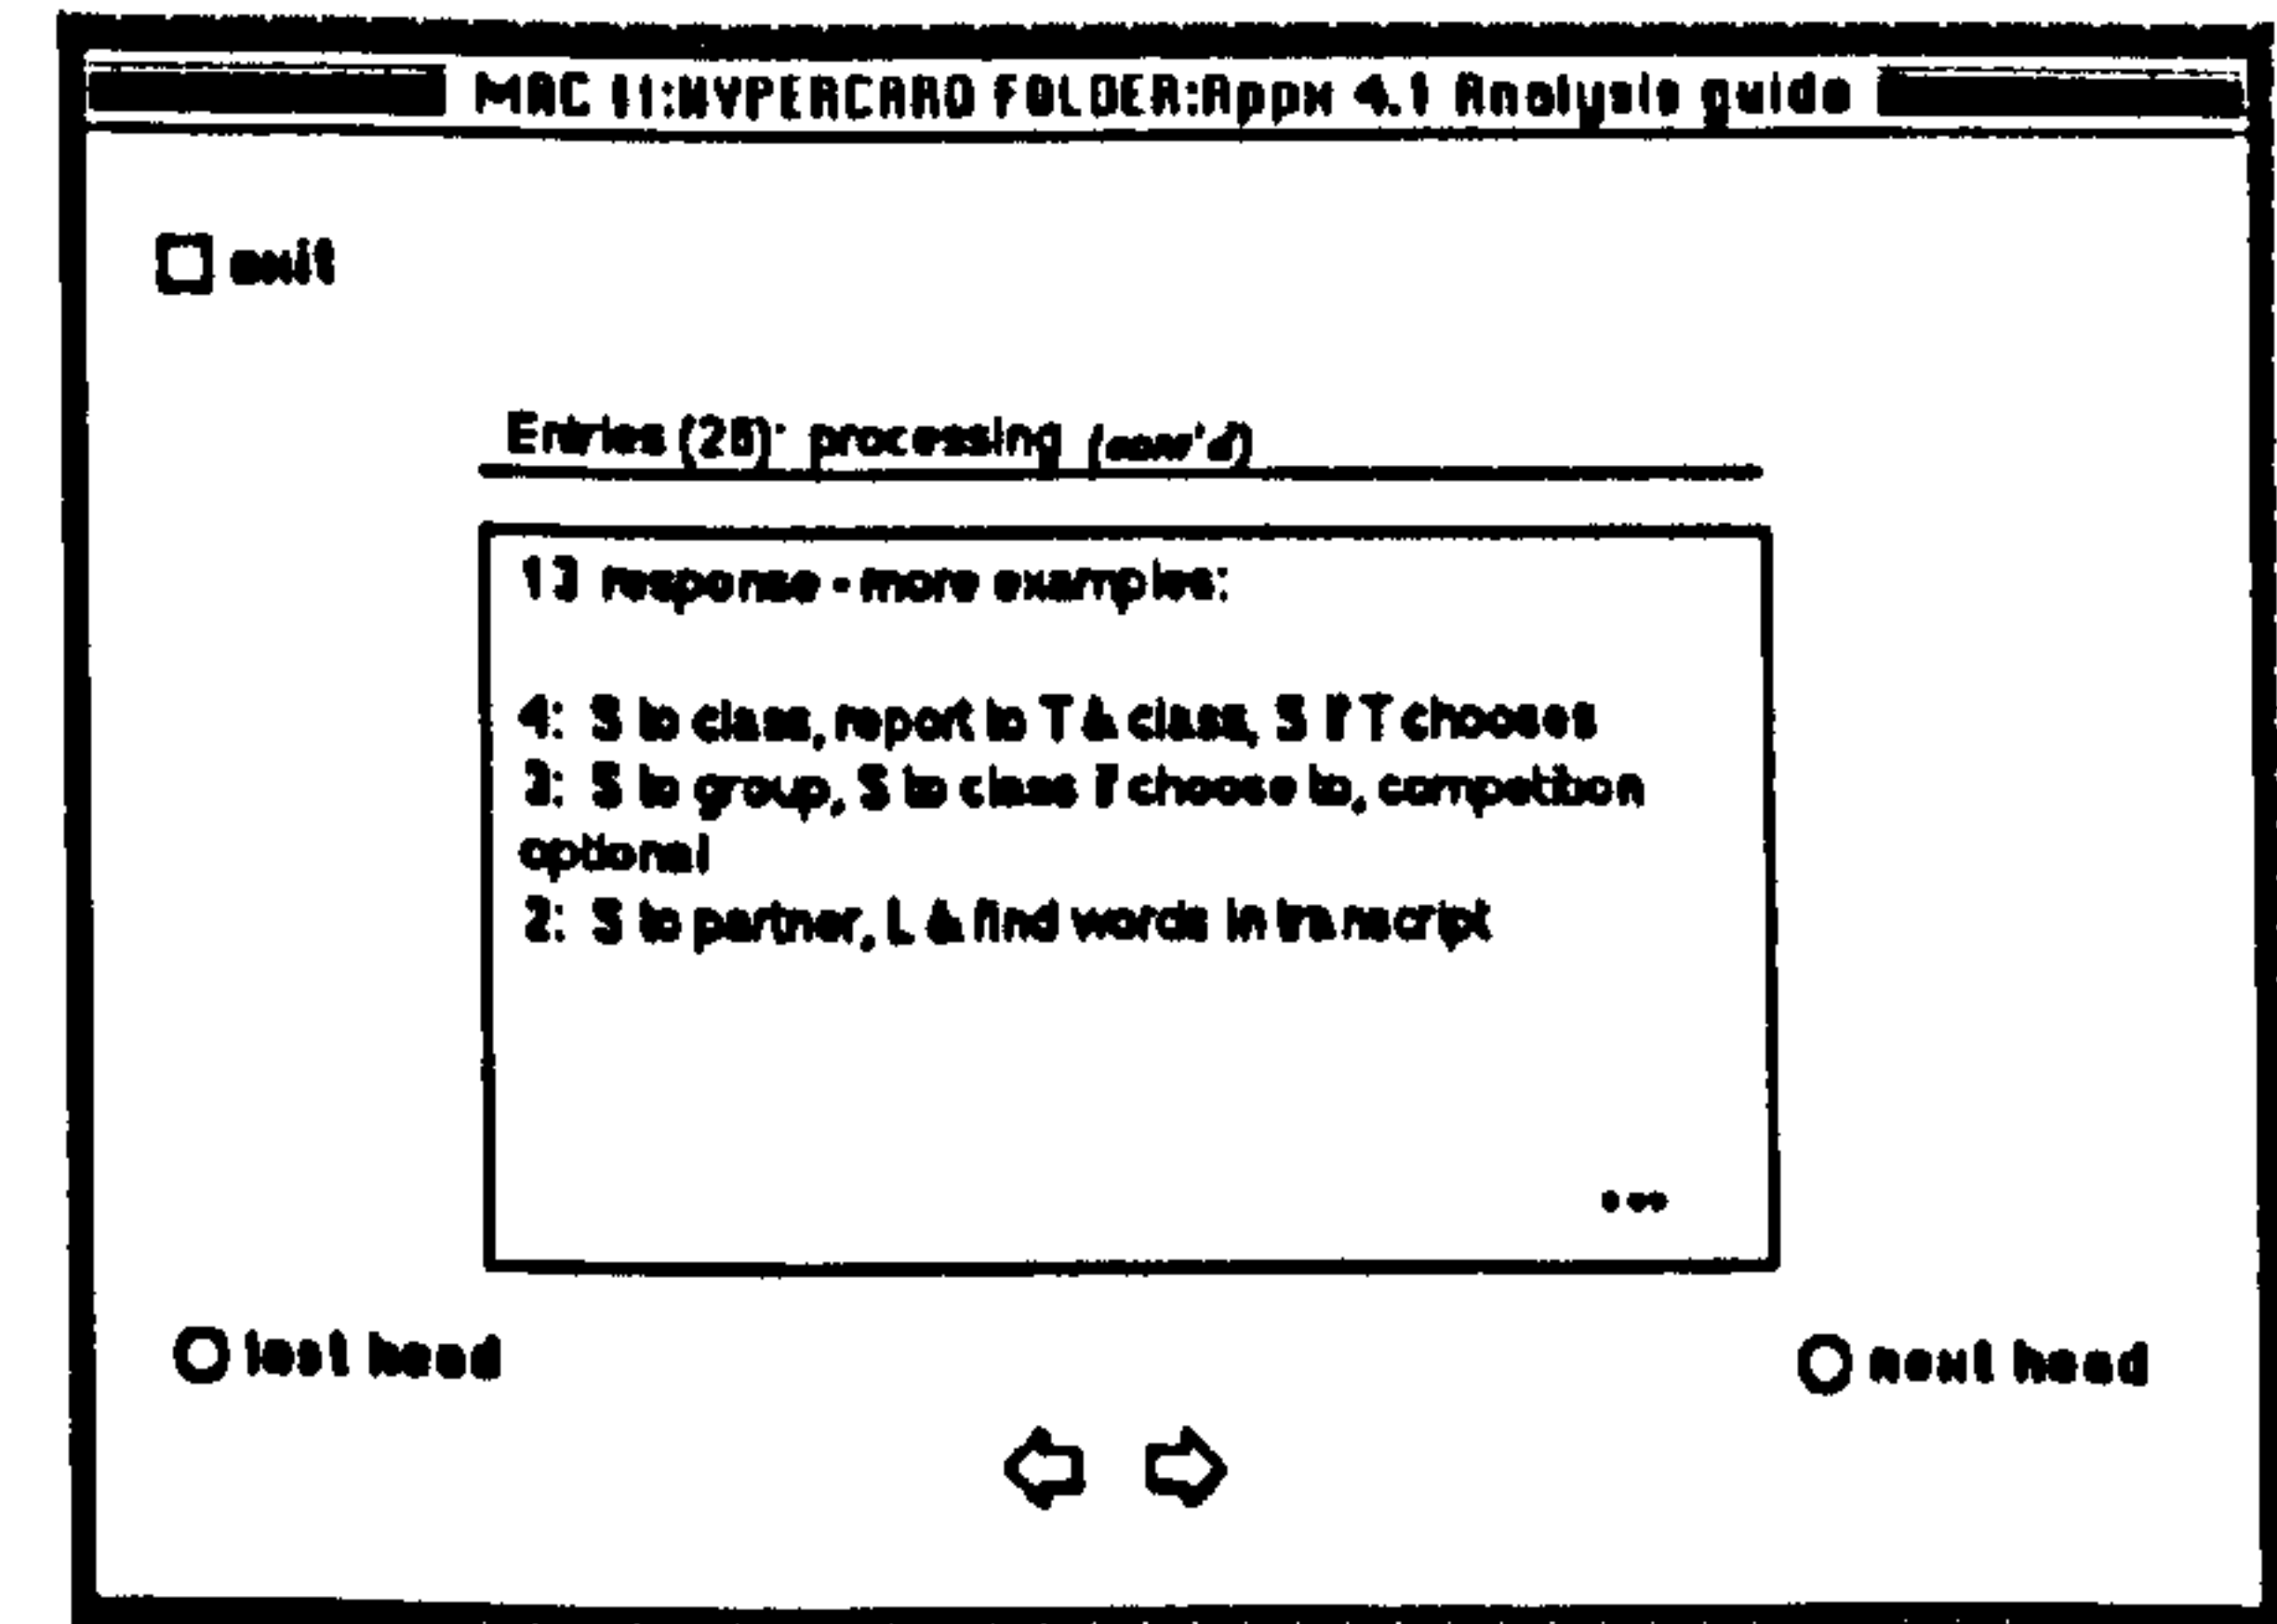 MAC II:HYPERCARD FOLDER:Appx 4.1 Analysis guide
exit
Entries (28): processing (con'd)
13 response - more examples:
4: S to class, report to T & class, S if T chooses
3: S to group, S to class if choose to, competition
optional
2: S to partner, L & find words in transcript
...
last head
next head